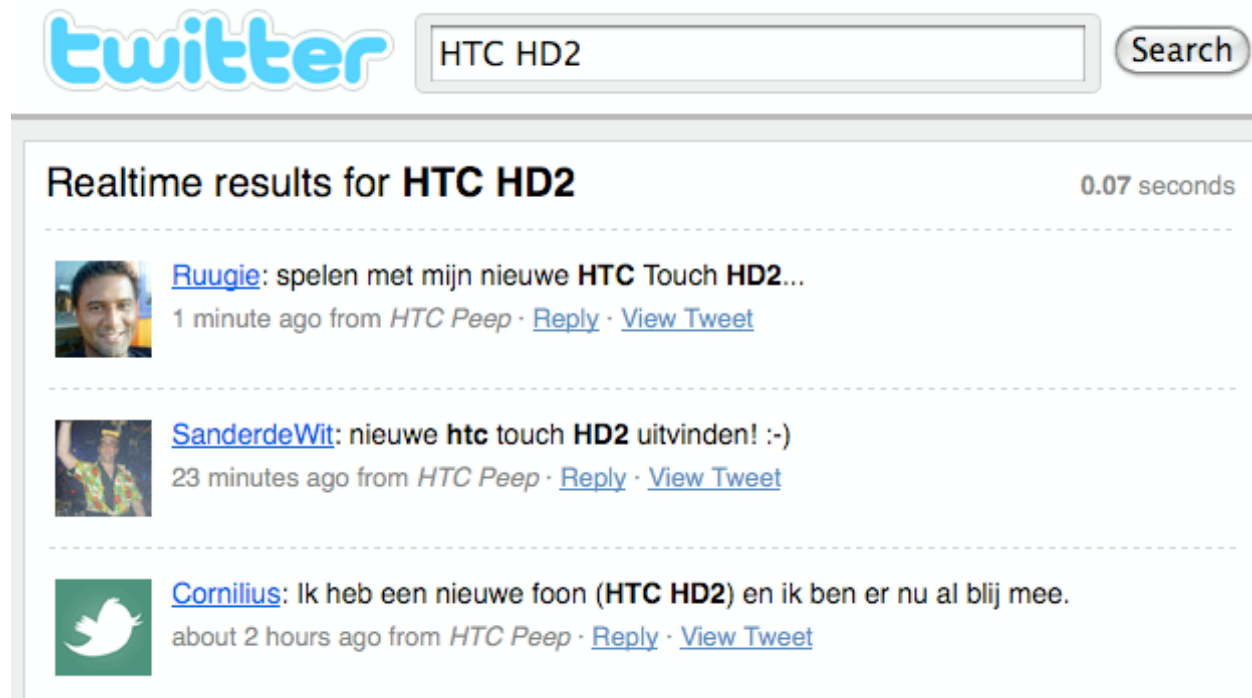 twitter HTC HD2 Search
Realtime results for HTC HD2 0.07 seconds
Ruugie: spelen met mijn nieuwe HTC Touch HD2...
1 minute ago from HTC Peep · Reply · View Tweet
SanderdeWit: nieuwe htc touch HD2 uitvinden! :-)
23 minutes ago from HTC Peep · Reply · View Tweet
Cornilius: Ik heb een nieuwe foon (HTC HD2) en ik ben er nu al blij mee.
about 2 hours ago from HTC Peep · Reply · View Tweet